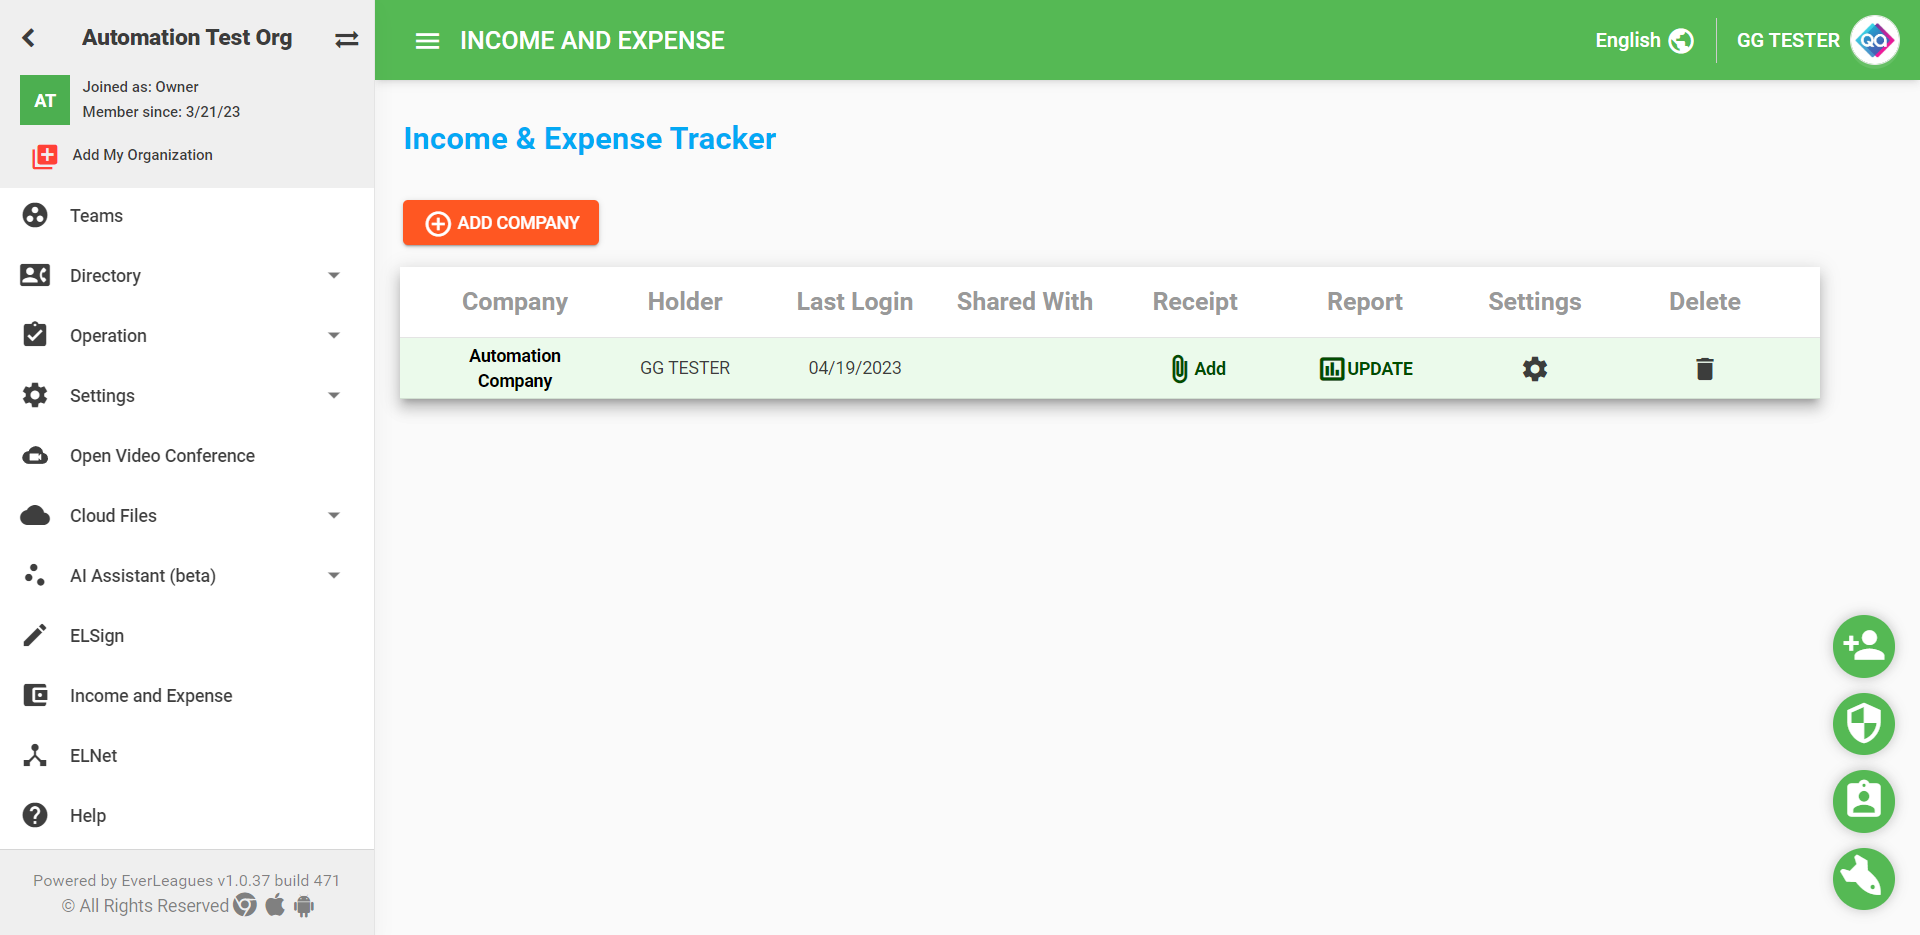 Automation Test Org
AT
Joined as: Owner
Member since: 3/21/23
Add My Organization
Teams
Directory
Operation
Settings
Open Video Conference
Cloud Files
AI Assistant (beta)
ELSign
Income and Expense
ELNet
Help
Powered by EverLeagues v1.0.37 build 471
© All Rights Reserved
INCOME AND EXPENSE
English
GG TESTER
QA
Income & Expense Tracker
ADD COMPANY
Company Holder Last Login Shared With Receipt Report Settings Delete
Automation
Company
GG TESTER 04/19/2023 Add UPDATE